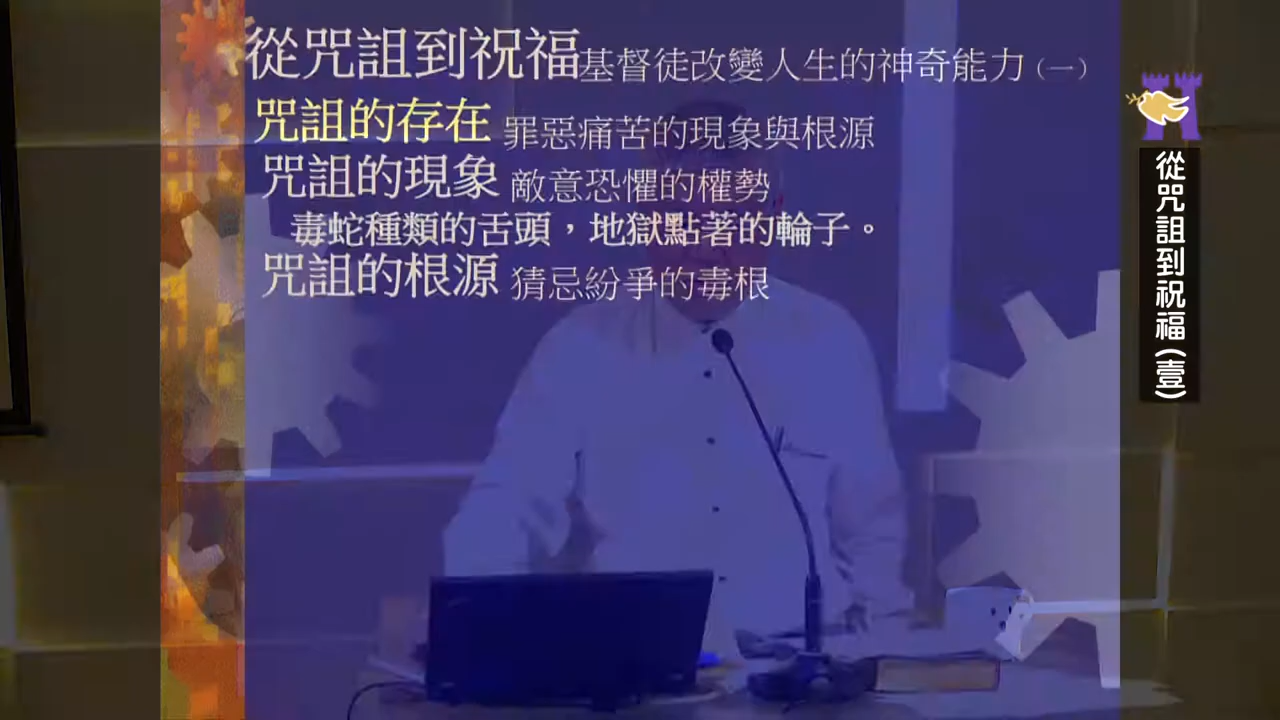 從咒詛到祝福基督徒改變人生的神奇能力(一)
咒詛的存在 罪惡痛苦的現象與根源
咒詛的現象 敵意恐懼的權勢
毒蛇種類的舌頭，地獄點著的輪子。
咒詛的根源 猜忌紛爭的毒根
從咒詛到祝福(壹)